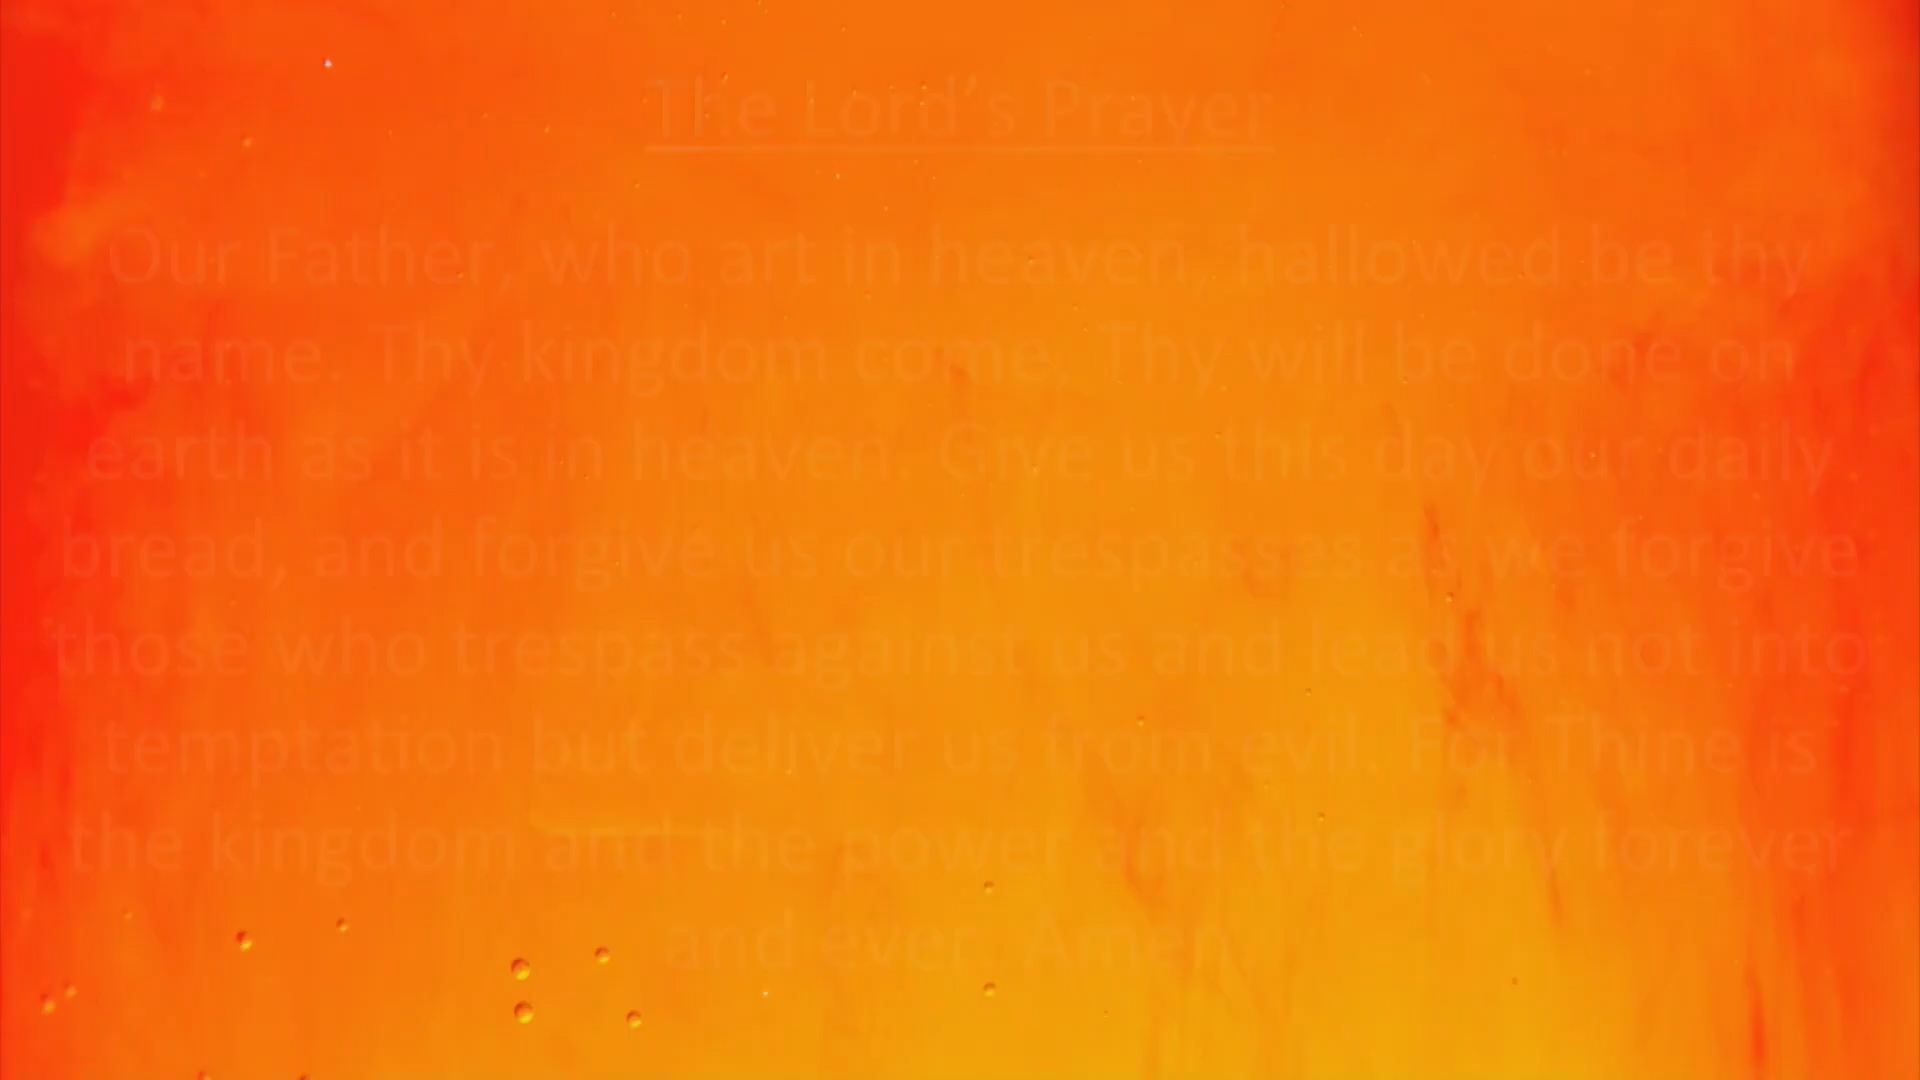 The Lord's Prayer
Our Father, who art in heaven, hallowed be thy
name. Thy kingdom come, Thy will be done on
earth as it is in heaven. Give us this day our daily
bread, and forgive us our trespasses as we forgive
those who trespass against us and lead us not into
temptation but deliver us from evil. For Thine is
the kingdom and the power and the glory forever
and ever. Amen.